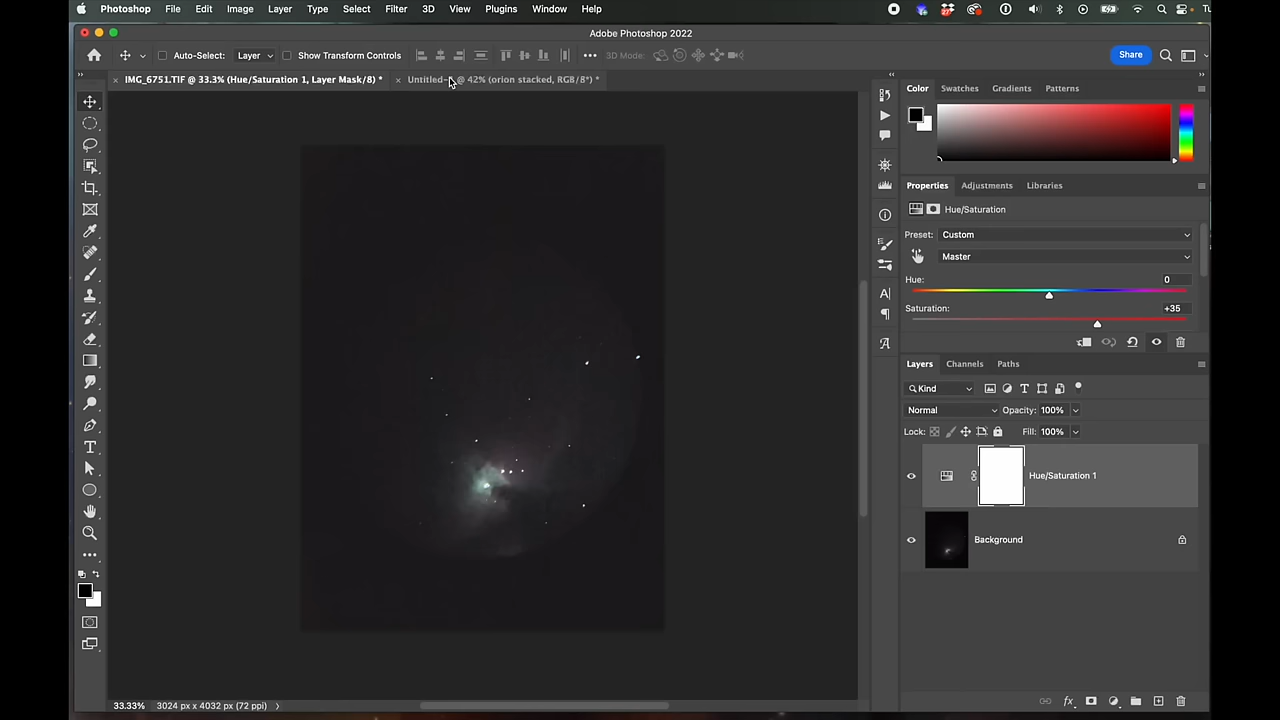 Photoshop File Edit Image Layer Type Select Filter 3D View Plugins Window Help
Adobe Photoshop 2022
Auto-Select: Layer Show Transform Controls 3D Mode: Share
IMG_6751.TIF @ 33.3% (Hue/Saturation 1, Layer Mask/8) * @ 42% (orion stacked, RGB/8*) *
Color Swatches Gradients Patterns
Properties Adjustments Libraries
Hue/Saturation
Preset: Custom
Master
Hue: 0
Saturation: +35
Layers Channels Paths
Kind
Normal Opacity: 100%
Lock: Fill: 100%
Hue/Saturation 1
Background
33.33% 3024 px x 4032 px (72 ppi)